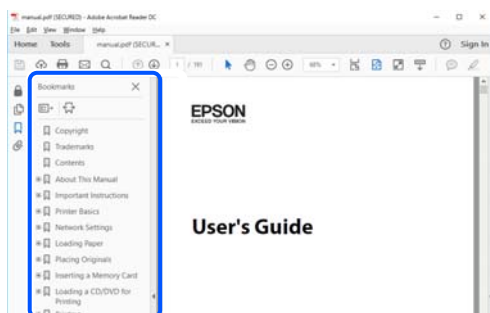 manual.pdf (SECURED) - Adobe Acrobat Reader DC
File Edit View Window Help
Home Tools manual.pdf (SECUR... ×
Sign In
1 / 191
Bookmarks
Copyright
Trademarks
Contents
About This Manual
Important Instructions
Printer Basics
Network Settings
Loading Paper
Placing Originals
Inserting a Memory Card
Loading a CD/DVD for
Printing
EPSON
EXCEED YOUR VISION
User's Guide